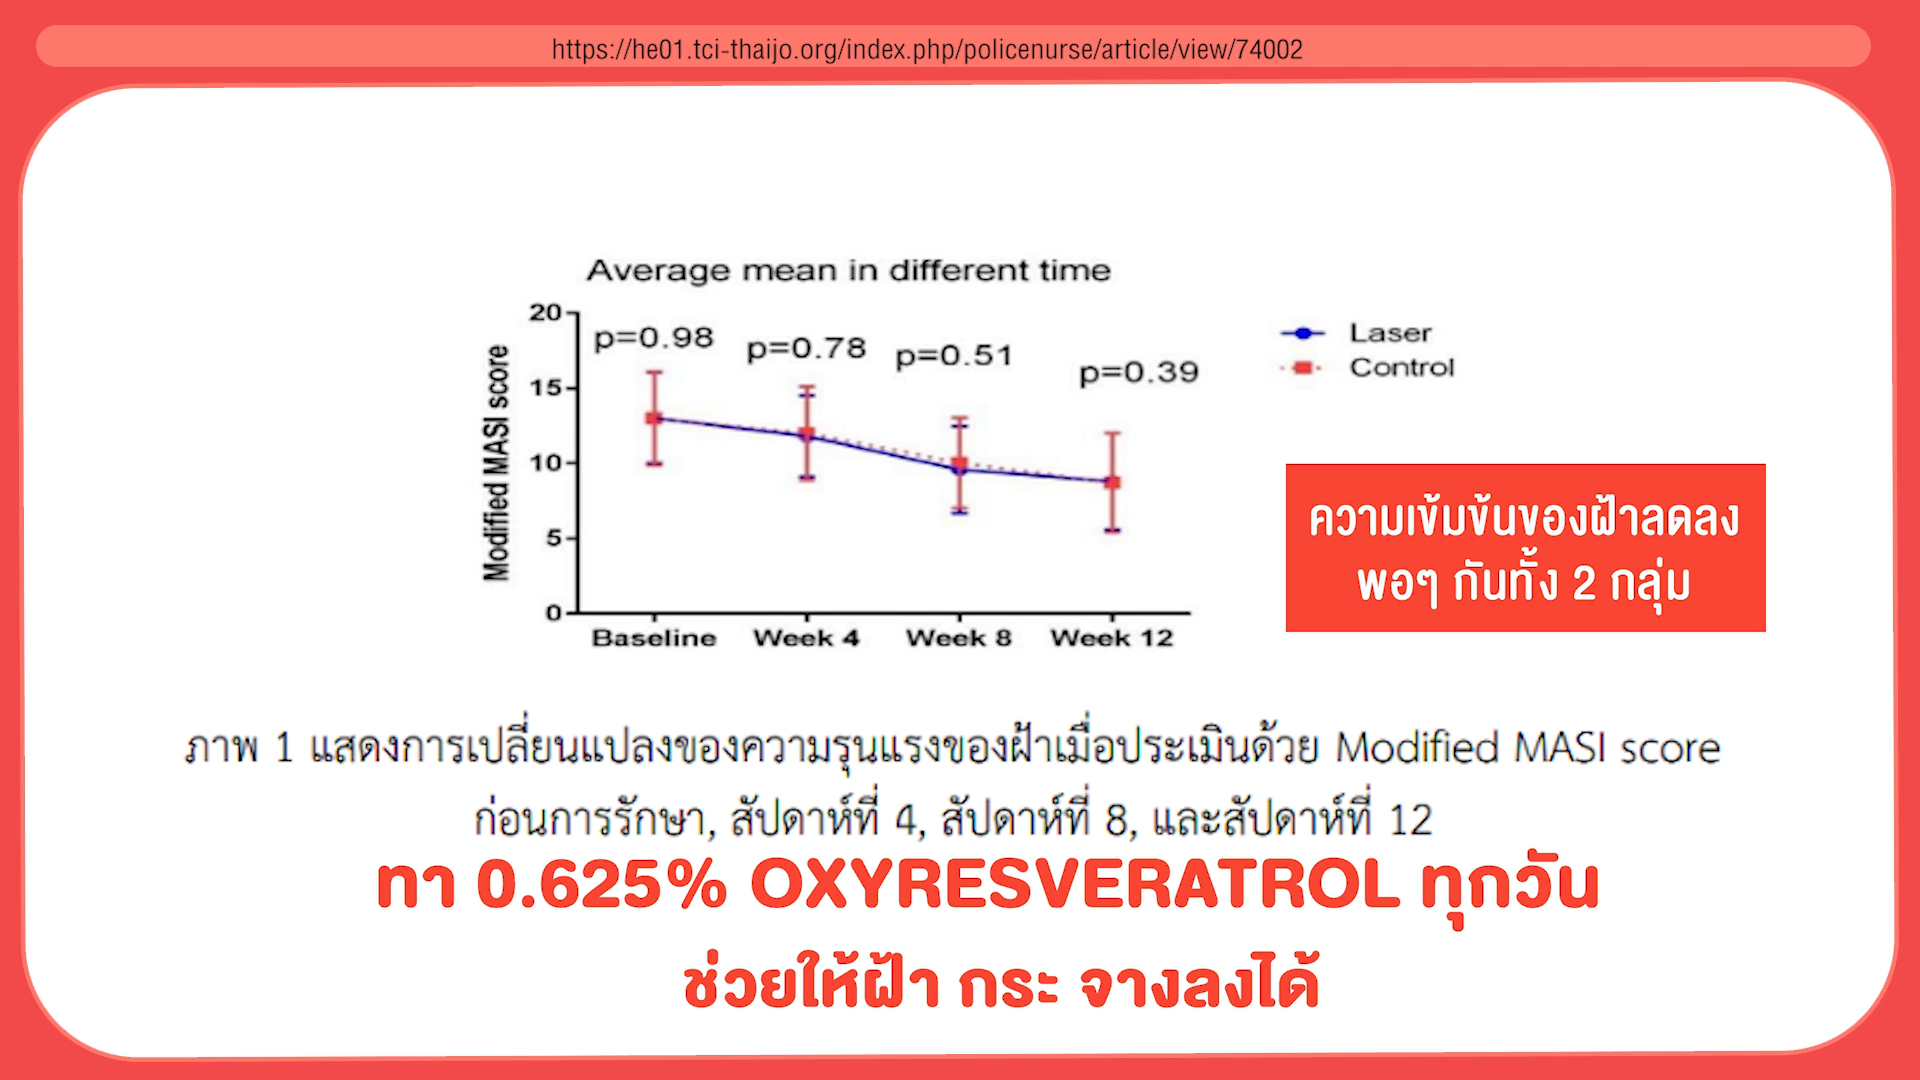 https://he01.tci-thaijo.org/index.php/policenurse/article/view/74002
Average mean in different time
20
15
10
5
0
Modified MASI score
p=0.98
p=0.78
p=0.51
p=0.39
Baseline
Week 4
Week 8
Week 12
Laser
Control
ความเข้มข้นของฝ้าลดลง
พอๆ กันทั้ง 2 กลุ่ม
ภาพ 1 แสดงการเปลี่ยนแปลงของความรุนแรงของฝ้าเมื่อประเมินด้วย Modified MASI score
ก่อนการรักษา, สัปดาห์ที่ 4, สัปดาห์ที่ 8, และสัปดาห์ที่ 12
ทา 0.625% OXYRESVERATROL ทุกวัน
ช่วยให้ฝ้า กระ จางลงได้